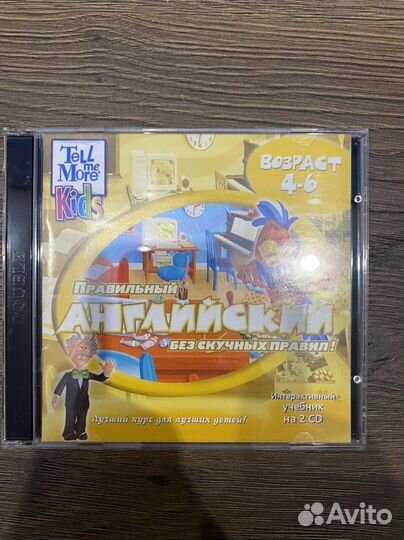 Tell
me
More
Kids
ВОЗРАСТ
4-6
DOUBLE
ПРАВИЛЬНЫЙ
АНГЛИЙСКИЙ
БЕЗ СКУЧНЫХ ПРАВИЛ!
Интерактивный
учебник
на 2 CD
Лучший курс для лучших детей!
Avito